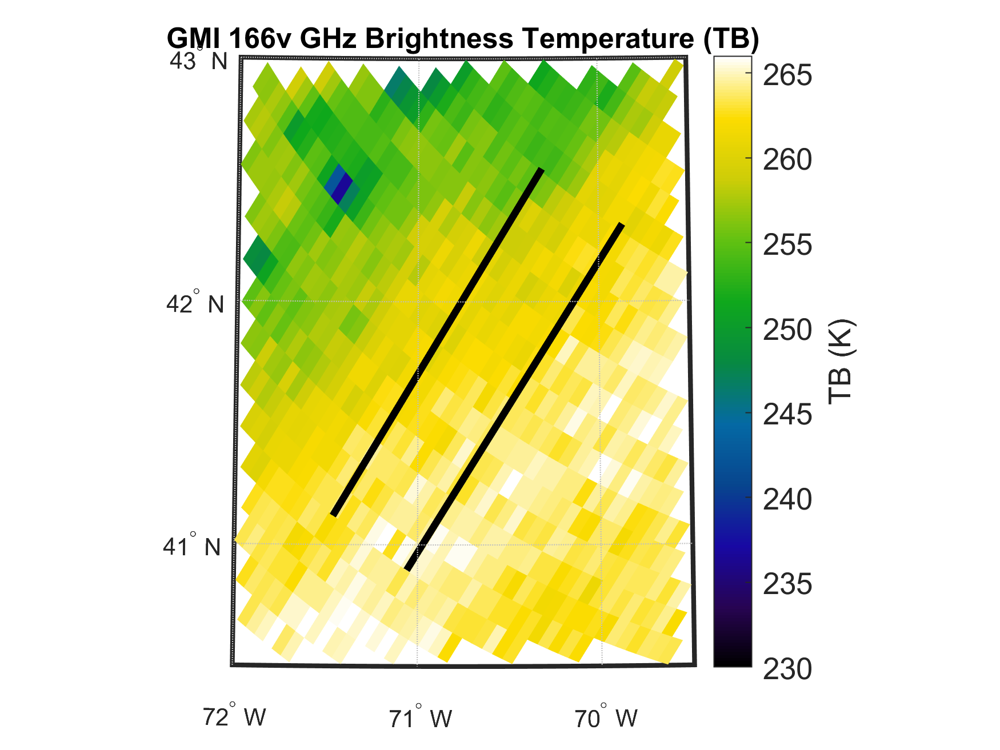 GMI 166v GHz Brightness Temperature (TB)
43° N
42° N
41° N
72° W
71° W
70° W
265
260
255
250
245
240
235
230
TB (K)